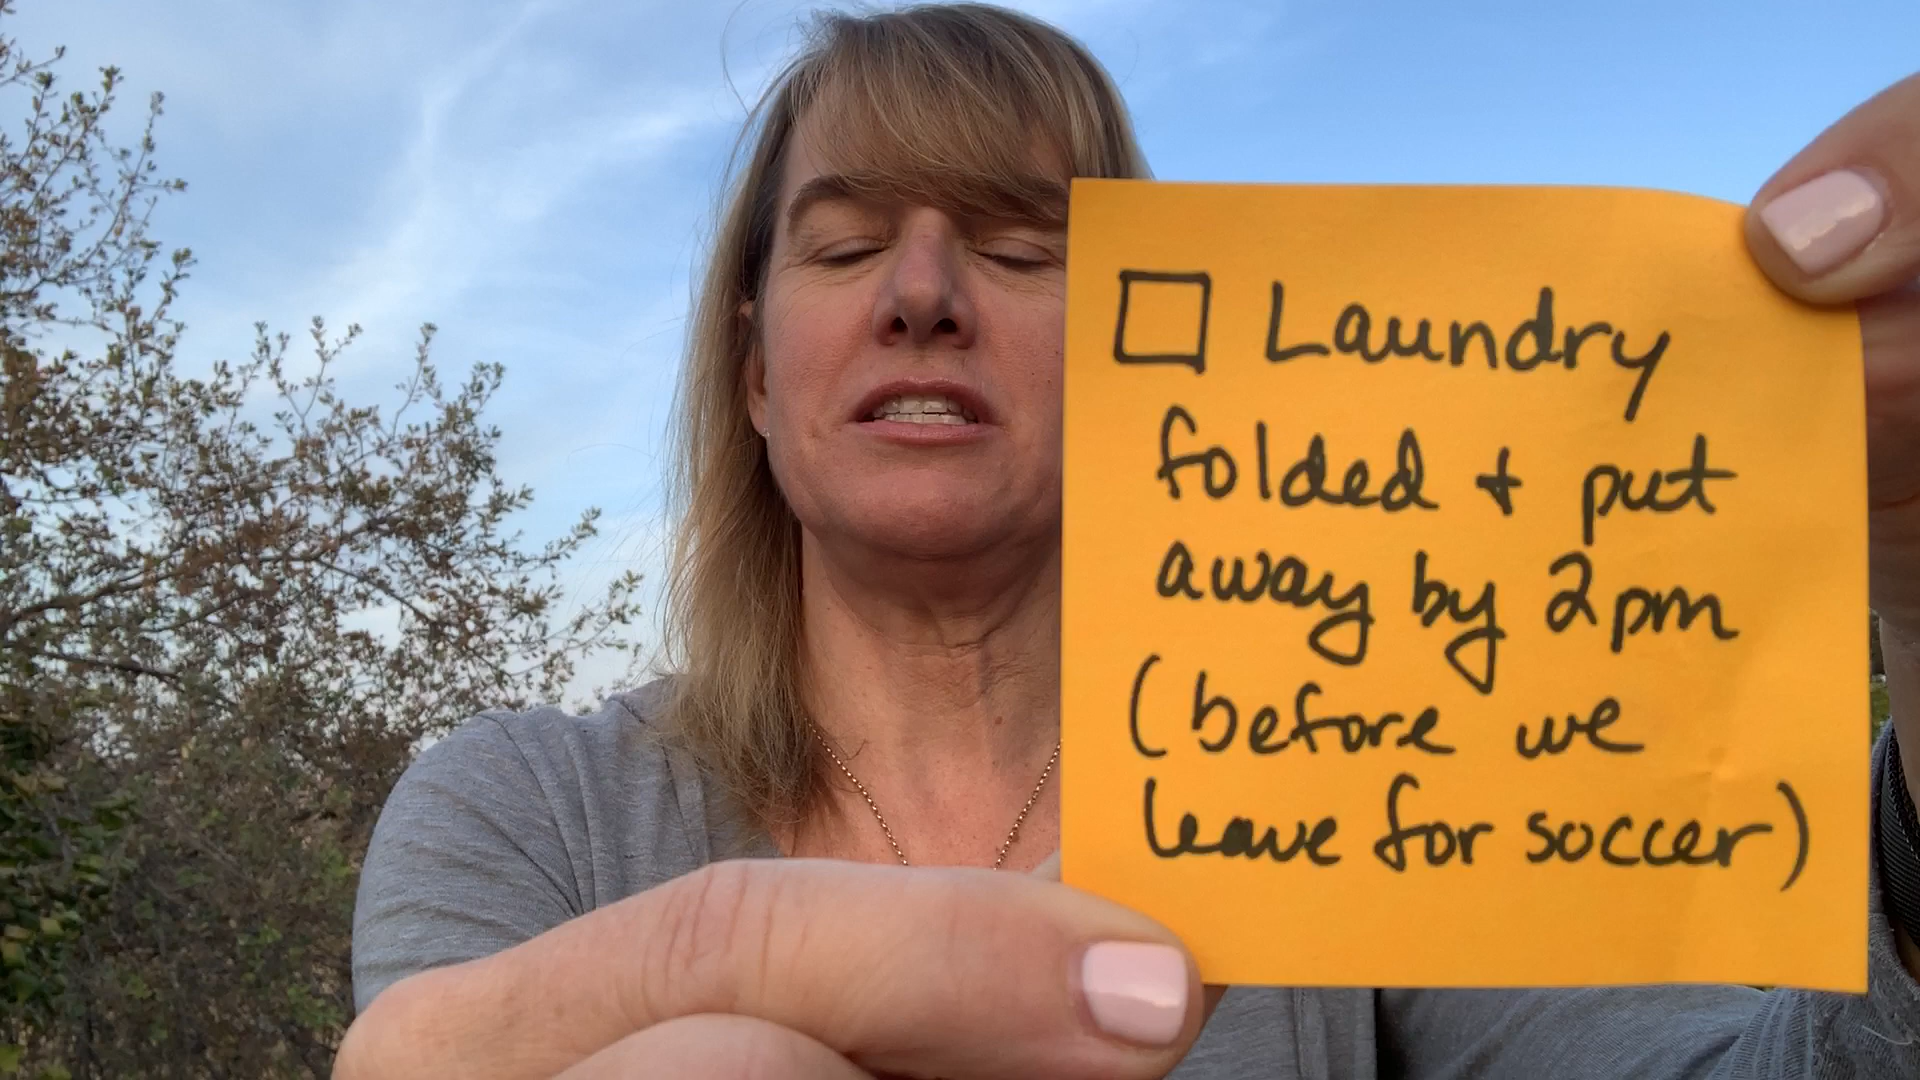 ☐ Laundry
folded + put
away by 2pm
(before we
leave for soccer)